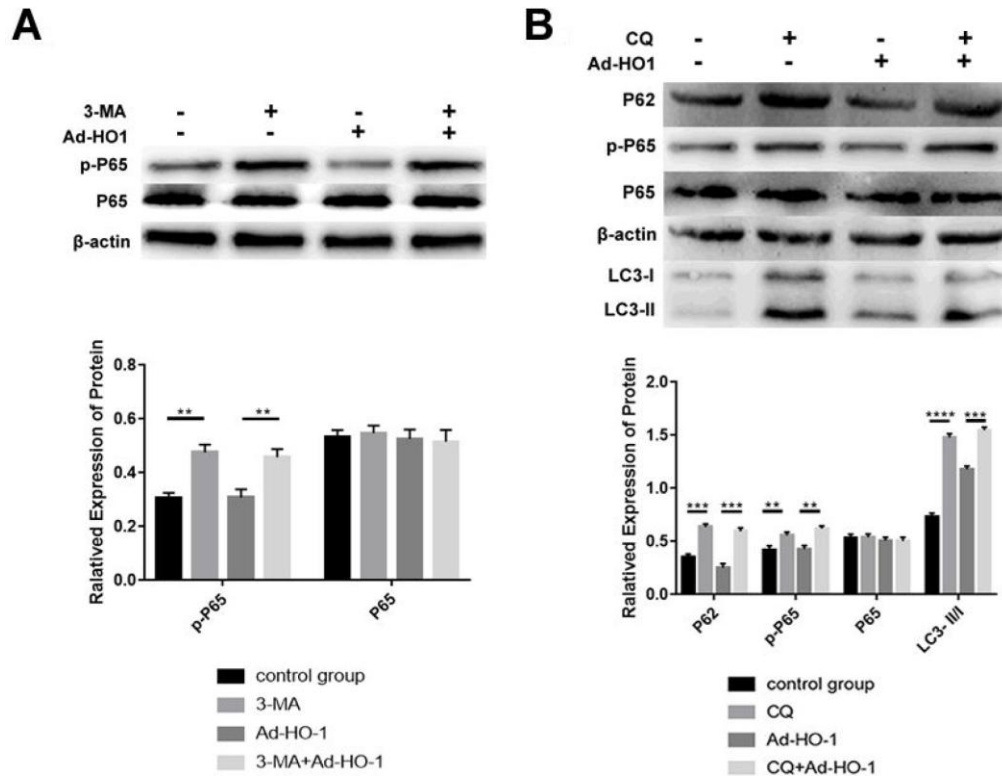 A
3-MA - + - +
Ad-HO1 - - + +
p-P65
P65
β-actin
Ralatived Expression of Protein
0.8
0.6
0.4
0.2
0.0
** **
p-P65 P65
control group
3-MA
Ad-HO-1
3-MA+Ad-HO-1
B
CQ - + - +
Ad-HO1 - - + +
P62
p-P65
P65
β-actin
LC3-I
LC3-II
Ralatived Expression of Protein
2.0
1.5
1.0
0.5
0.0
*** *** ** ** **** ***
P62 p-P65 P65 LC3- II/I
control group
CQ
Ad-HO-1
CQ+Ad-HO-1